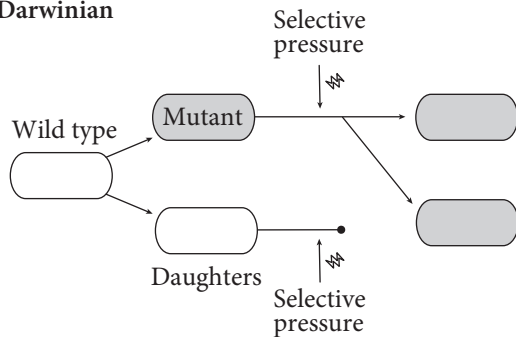 Darwinian
Selective
pressure
Mutant
Wild type
Daughters
Selective
pressure